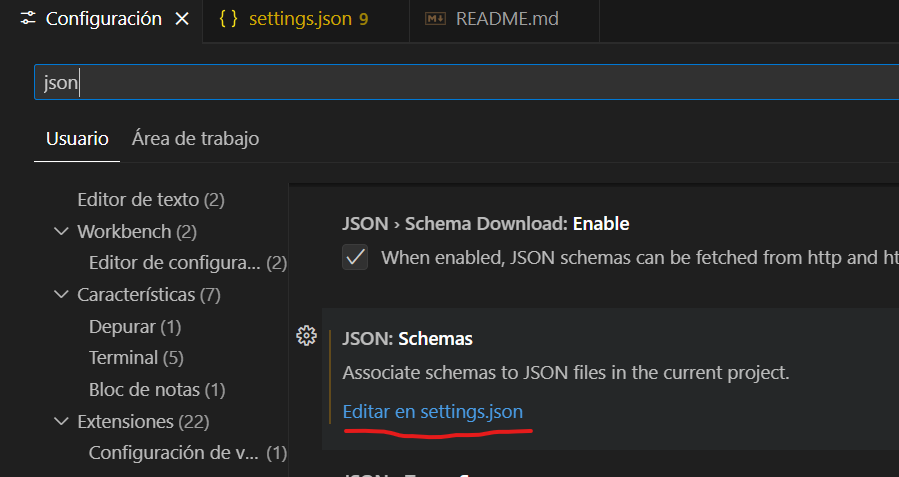 Configuración
{ } settings.json 9
README.md
json
Usuario
Área de trabajo
Editor de texto (2)
Workbench (2)
Editor de configura... (2)
Características (7)
Depurar (1)
Terminal (5)
Bloc de notas (1)
Extensiones (22)
Configuración de v... (1)
JSON › Schema Download: Enable
When enabled, JSON schemas can be fetched from http and ht
JSON: Schemas
Associate schemas to JSON files in the current project.
Editar en settings.json